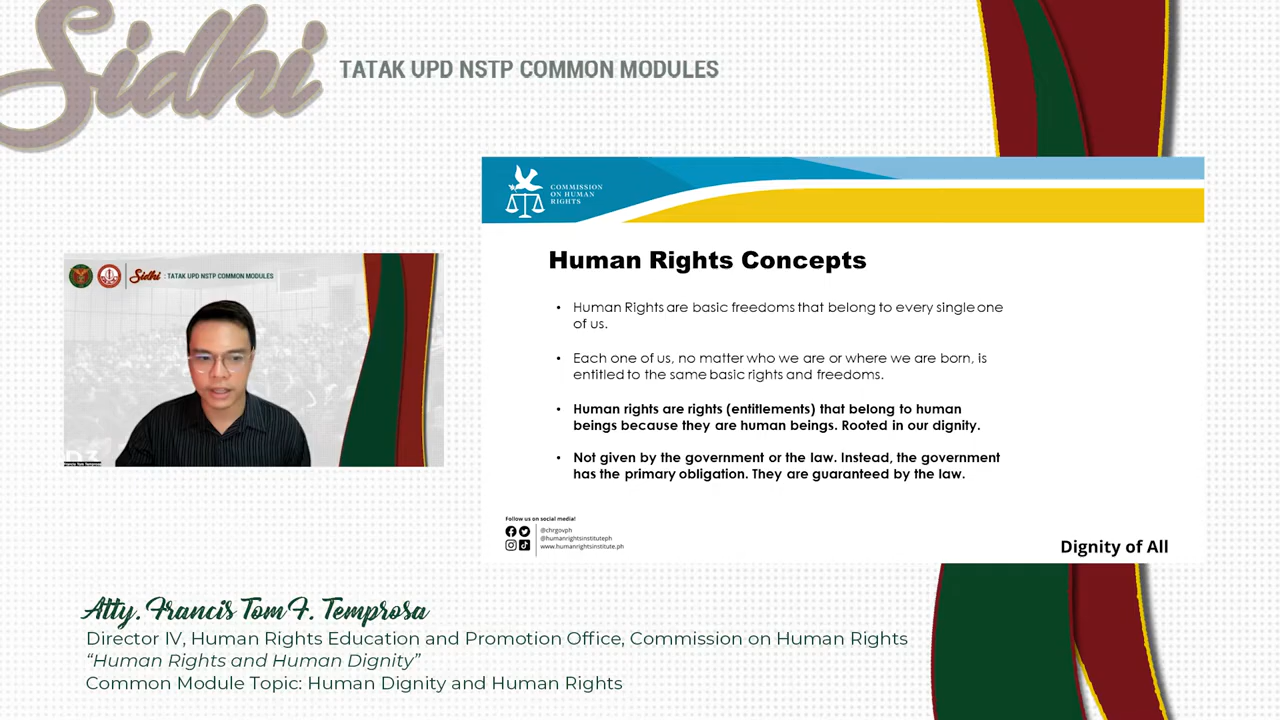 Sidhi
TATAK UPD NSTP COMMON MODULES
COMMISSION
ON HUMAN
RIGHTS
Human Rights Concepts
• Human Rights are basic freedoms that belong to every single one
of us.
• Each one of us, no matter who we are or where we are born, is
entitled to the same basic rights and freedoms.
• Human rights are rights (entitlements) that belong to human
beings because they are human beings. Rooted in our dignity.
• Not given by the government or the law. Instead, the government
has the primary obligation. They are guaranteed by the law.
Follow us on social media!
@chrgovph
@humanrightsinstituteph
www.humanrightsinstitute.ph
Dignity of All
Sidhi : TATAK UPD NSTP COMMON MODULES
Francis Tom Temprosa
Atty. Francis Tom F. Temprosa
Director IV, Human Rights Education and Promotion Office, Commission on Human Rights
“Human Rights and Human Dignity”
Common Module Topic: Human Dignity and Human Rights